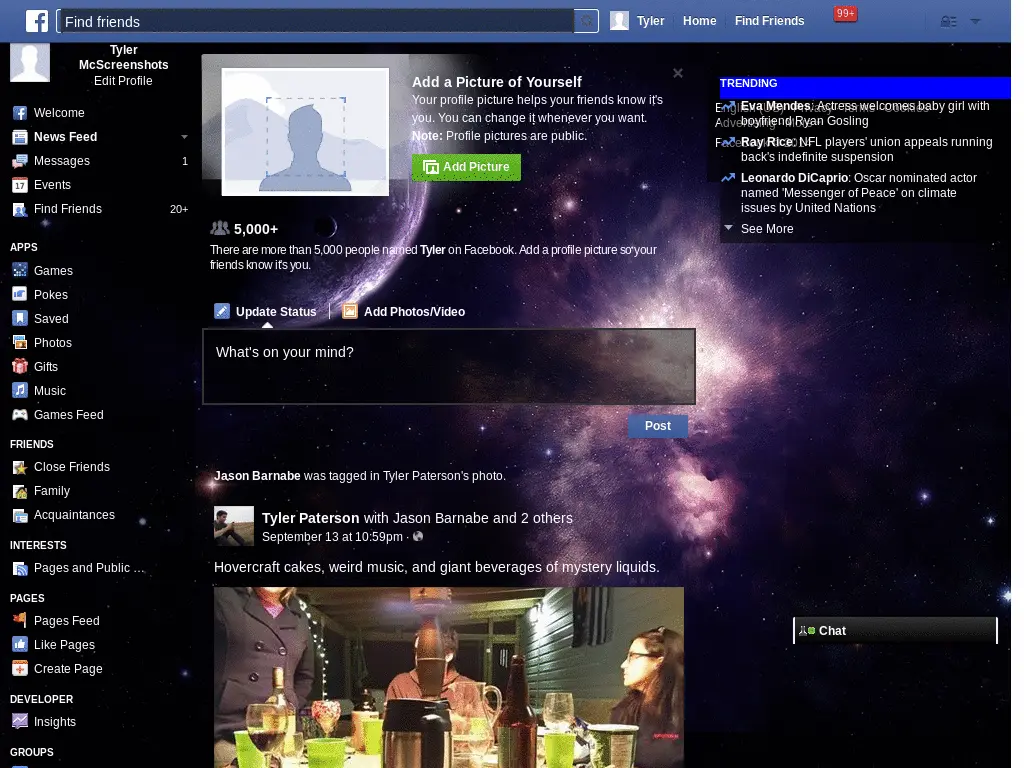 Find friends
Tyler
Home
Find Friends
99+
Tyler
McScreenshots
Edit Profile
Welcome
News Feed
Messages 1
Events
Find Friends 20+
APPS
Games
Pokes
Saved
Photos
Gifts
Music
Games Feed
FRIENDS
Close Friends
Family
Acquaintances
INTERESTS
Pages and Public ...
PAGES
Pages Feed
Like Pages
Create Page
DEVELOPER
Insights
GROUPS
Add a Picture of Yourself
Your profile picture helps your friends know it's
you. You can change it whenever you want.
Note: Profile pictures are public.
Add Picture
5,000+
There are more than 5,000 people named Tyler on Facebook. Add a profile picture so your
friends know it's you.
Update Status
Add Photos/Video
What's on your mind?
Post
Jason Barnabe was tagged in Tyler Paterson's photo.
Tyler Paterson with Jason Barnabe and 2 others
September 13 at 10:59pm ·
Hovercraft cakes, weird music, and giant beverages of mystery liquids.
TRENDING
Eva Mendes: Actress welcomes baby girl with
boyfriend Ryan Gosling
Ray Rice: NFL players' union appeals running
back's indefinite suspension
Leonardo DiCaprio: Oscar nominated actor
named 'Messenger of Peace' on climate
issues by United Nations
See More
Chat